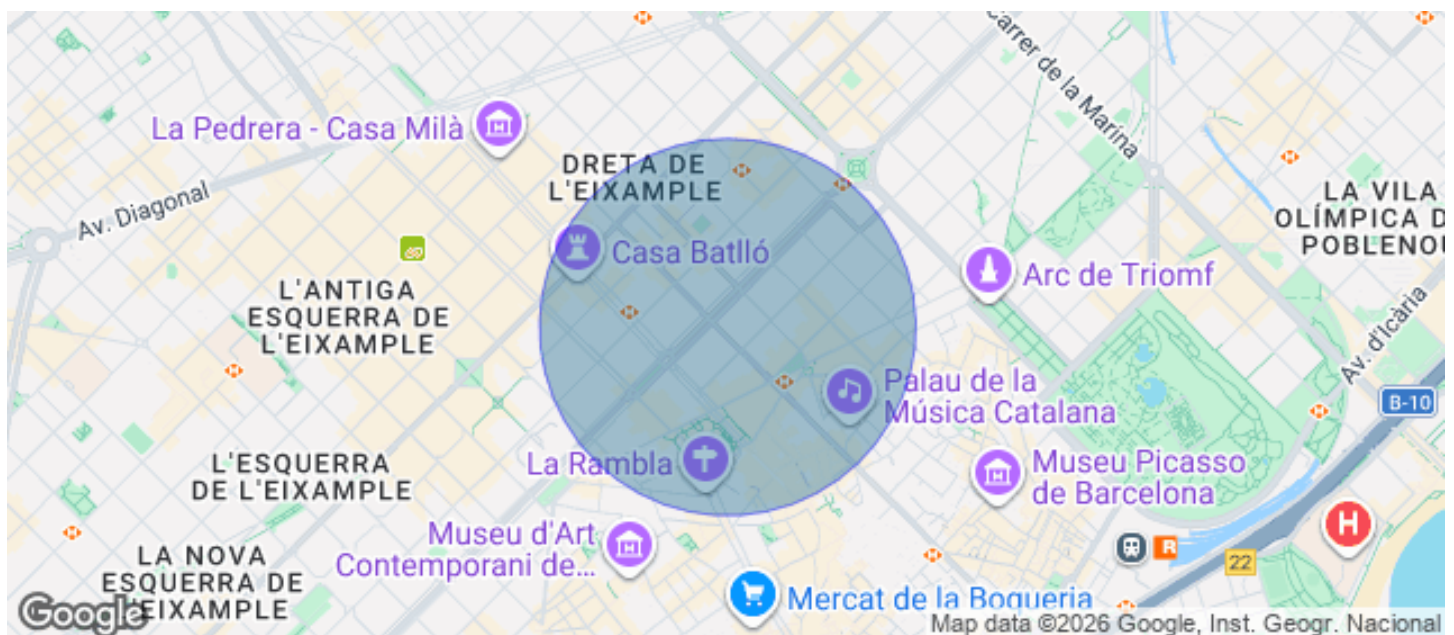 Carrer de la Marina
La Pedrera - Casa Milà
DRETA DE
L'EIXAMPLE
Av. Diagonal
LA VILA
OLÍMPICA D
POBLENOU
Casa Batlló
Arc de Triomf
L'ANTIGA
ESQUERRA DE
L'EIXAMPLE
Av. d'Icària
B-10
Palau de la
Música Catalana
L'ESQUERRA
DE L'EIXAMPLE
La Rambla
Museu Picasso
de Barcelona
H
Museu d'Art
Contemporani de...
R
22
LA NOVA
ESQUERRA DE
L'EIXAMPLE
Mercat de la Boqueria
Google
Map data ©2026 Google, Inst. Geogr. Nacional